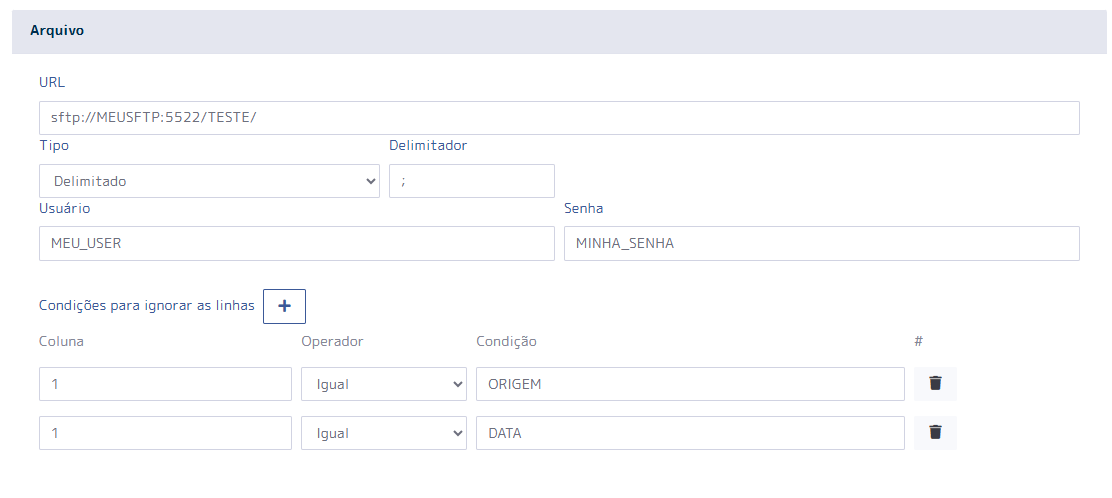 Arquivo
URL
sftp://MEUSFTP:5522/TESTE/
Tipo Delimitador
Delimitado ;
Usuário Senha
MEU_USER MINHA_SENHA
Condições para ignorar as linhas +
Coluna Operador Condição #
1 Igual ORIGEM
1 Igual DATA